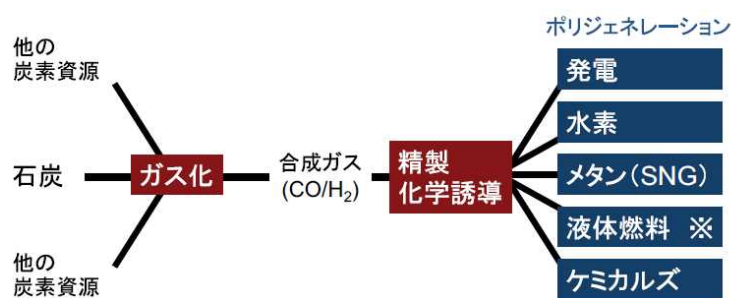 ポリジェネレーション
他の
炭素資源
石炭
他の
炭素資源
ガス化
合成ガス
(CO/H₂)
精製
化学誘導
発電
水素
メタン(SNG)
液体燃料 ※
ケミカルズ